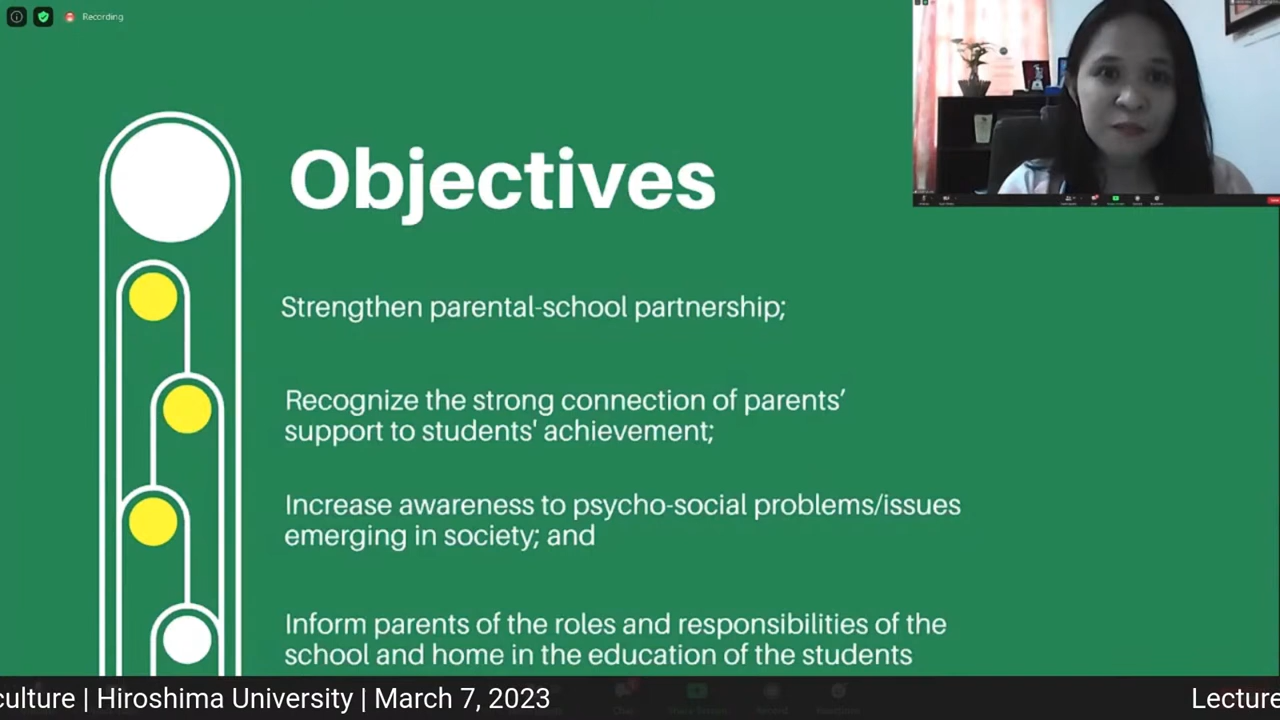 Recording
Objectives
Strengthen parental-school partnership;
Recognize the strong connection of parents’
support to students' achievement;
Increase awareness to psycho-social problems/issues
emerging in society; and
Inform parents of the roles and responsibilities of the
school and home in the education of the students
culture | Hiroshima University | March 7, 2023
Lecture